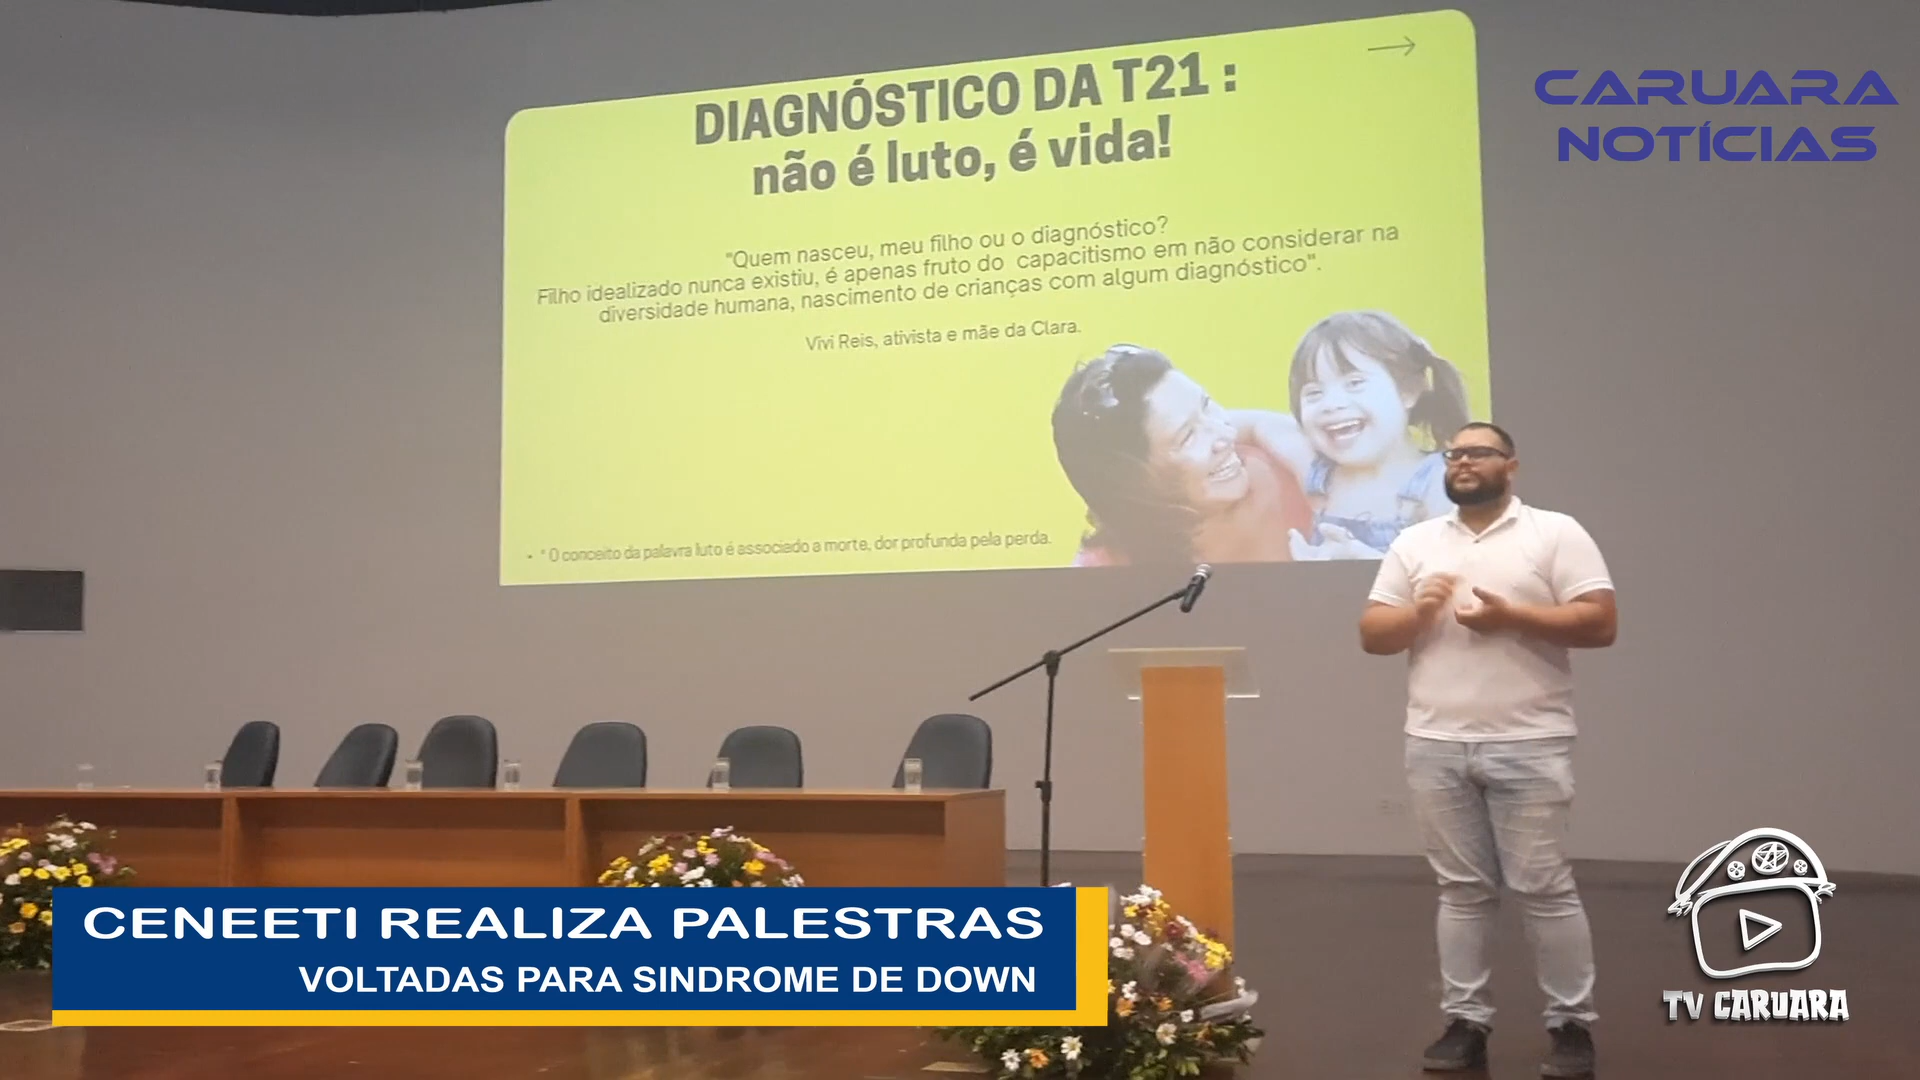 DIAGNÓSTICO DA T21 :
não é luto, é vida!
"Quem nasceu, meu filho ou o diagnóstico?
Filho idealizado nunca existiu, é apenas fruto do capacitismo em não considerar na
diversidade humana, nascimento de crianças com algum diagnóstico".
Vivi Reis, ativista e mãe da Clara.
* O conceito da palavra luto é associado a morte, dor profunda pela perda.
CARUARA
NOTÍCIAS
CENEETI REALIZA PALESTRAS
VOLTADAS PARA SINDROME DE DOWN
TV CARUARA